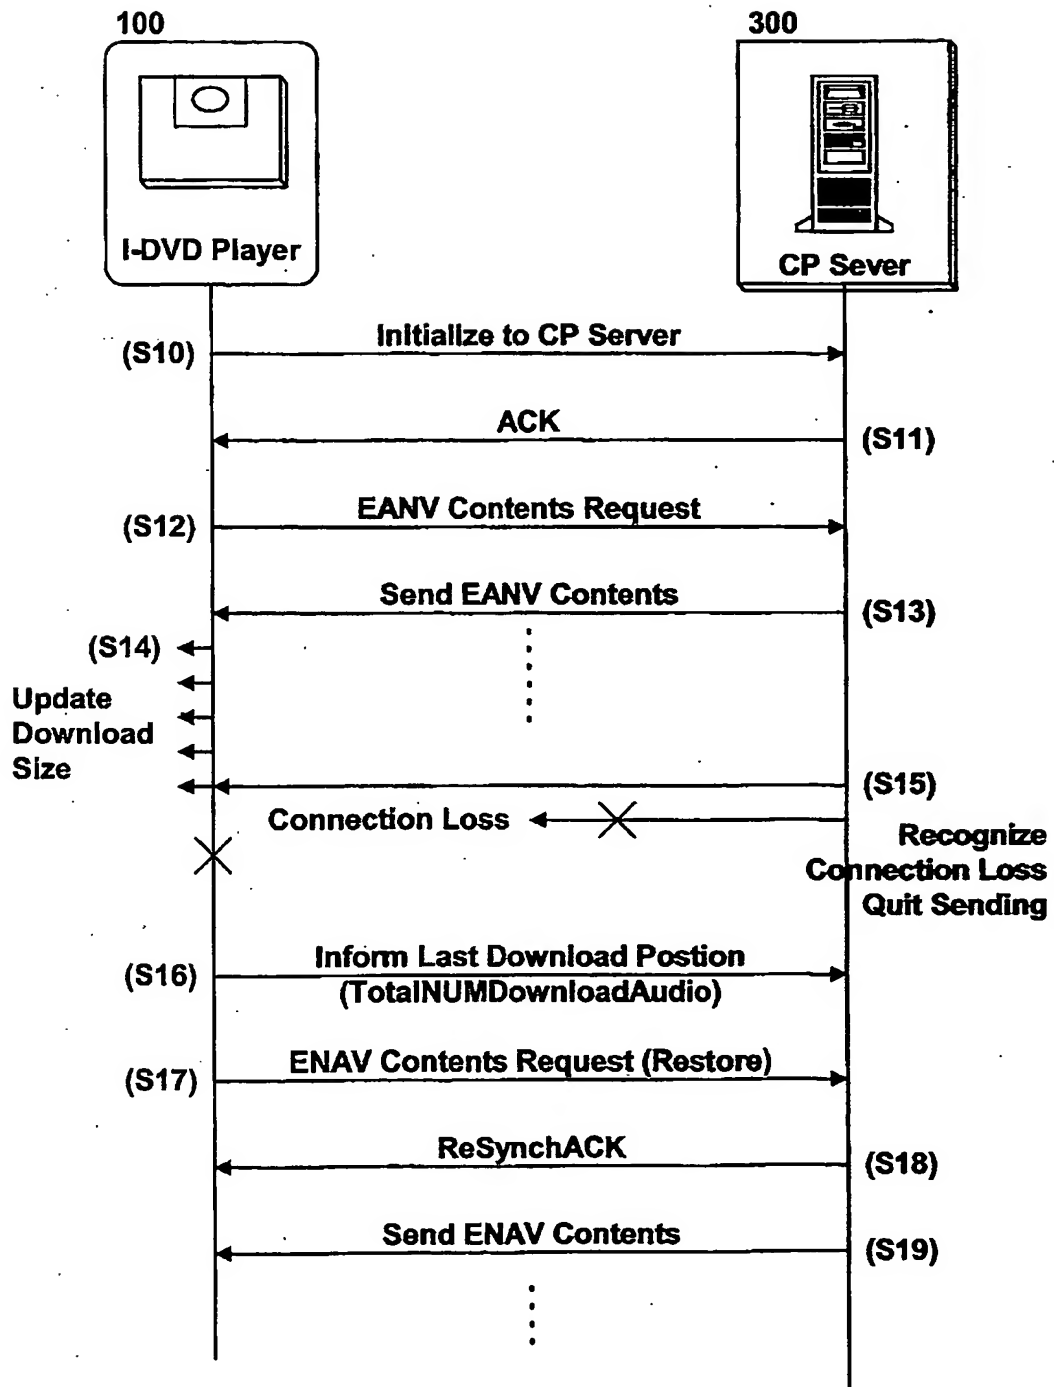 100
300
I-DVD Player
CP Sever
Initialize to CP Server
(S10)
ACK
(S11)
EANV Contents Request
(S12)
Send EANV Contents
(S13)
(S14)
Update
Download
Size
(S15)
Connection Loss
Recognize
Connection Loss
Quit Sending
Inform Last Download Postion
(S16)
(TotalNUMDownloadAudio)
ENAV Contents Request (Restore)
(S17)
ReSynchACK
(S18)
Send ENAV Contents
(S19)